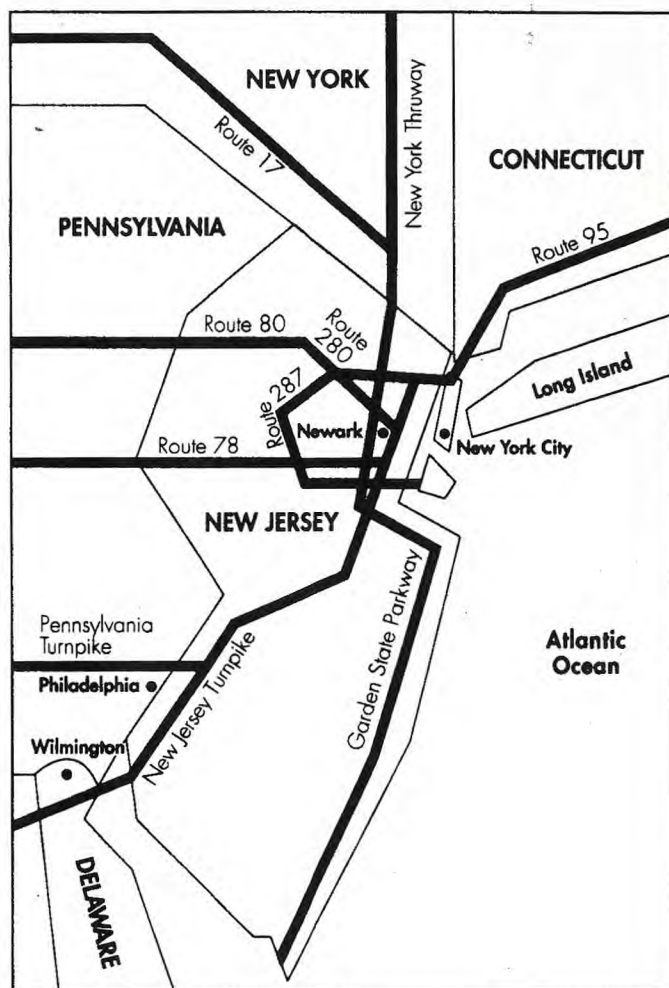 NEW YORK
New York Thruway
Route 17
CONNECTICUT
PENNSYLVANIA
Route 95
Route 80
Route
280
Long Island
Route 287
Newark
New York City
Route 78
NEW JERSEY
Pennsylvania
Turnpike
Garden State Parkway
Atlantic
Ocean
Philadelphia
New Jersey Turnpike
Wilmington
DELAWARE